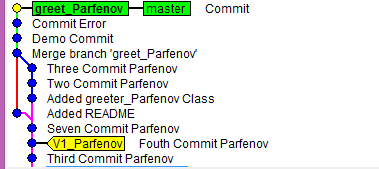 greet_Parfenov master Commit
Commit Error
Demo Commit
Merge branch 'greet_Parfenov'
Three Commit Parfenov
Two Commit Parfenov
Added greeter_Parfenov Class
Added README
Seven Commit Parfenov
V1_Parfenov Fouth Commit Parfenov
Third Commit Parfenov